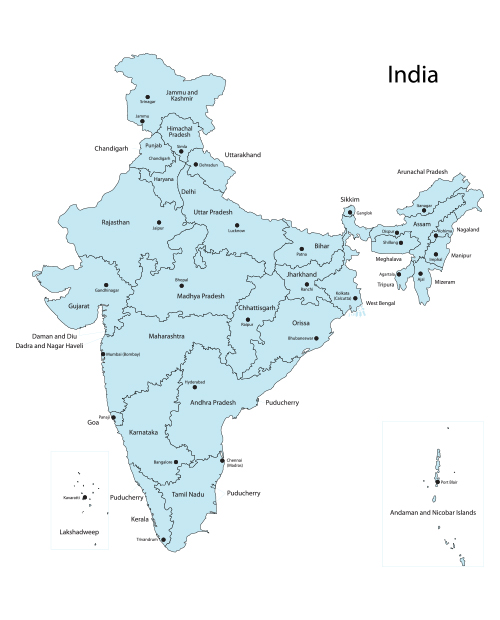 India
Jammu and
Kashmir
Srinagar
Jammu
Himachal
Pradesh
Simla
Punjab
Chandigarh
Chandigarh
Dehradun
Uttarakhand
Haryana
Delhi
Arunachal Pradesh
Sikkim
Gangtok
Itanagar
Uttar Pradesh
Lucknow
Rajasthan
Jaipur
Assam
Dispur
Nagaland
Shillong
Bihar
Patna
Meghalaya
Imphal
Manipur
Agartala
Tripura
Aijal
Mizoram
Jharkhand
Ranchi
Gandhinagar
Bhopal
Madhya Pradesh
Gujarat
Kolkata
(Calcutta)
West Bengal
Chhattisgarh
Raipur
Orissa
Bhubaneswar
Daman and Diu
Dadra and Nagar Haveli
Maharashtra
Mumbai (Bombay)
Hyderabad
Andhra Pradesh
Puducherry
Panaji
Goa
Karnataka
Bangalore
Chennai
(Madras)
Kavaratti
Lakshadweep
Puducherry
Tamil Nadu
Puducherry
Kerala
Trivandrum
Port Blair
Andaman and Nicobar Islands